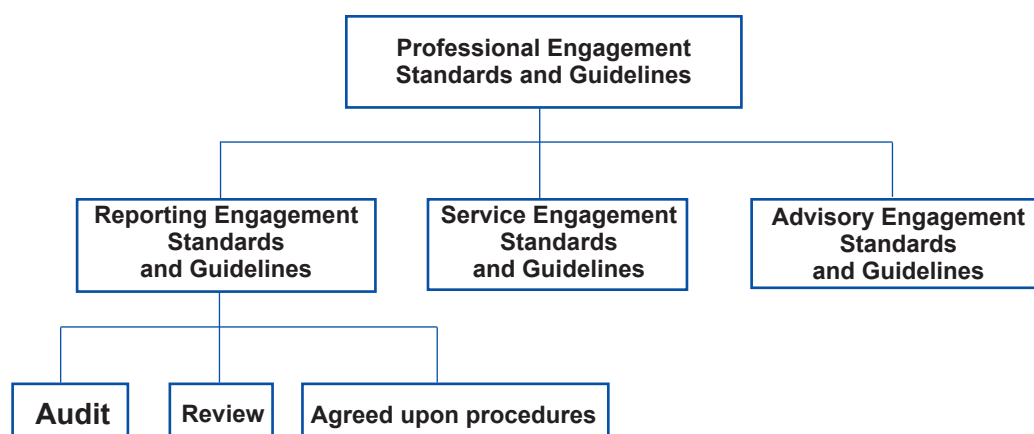 Professional Engagement
Standards and Guidelines
Reporting Engagement
Standards
and Guidelines
Service Engagement
Standards
and Guidelines
Advisory Engagement
Standards
and Guidelines
Audit
Review
Agreed upon procedures